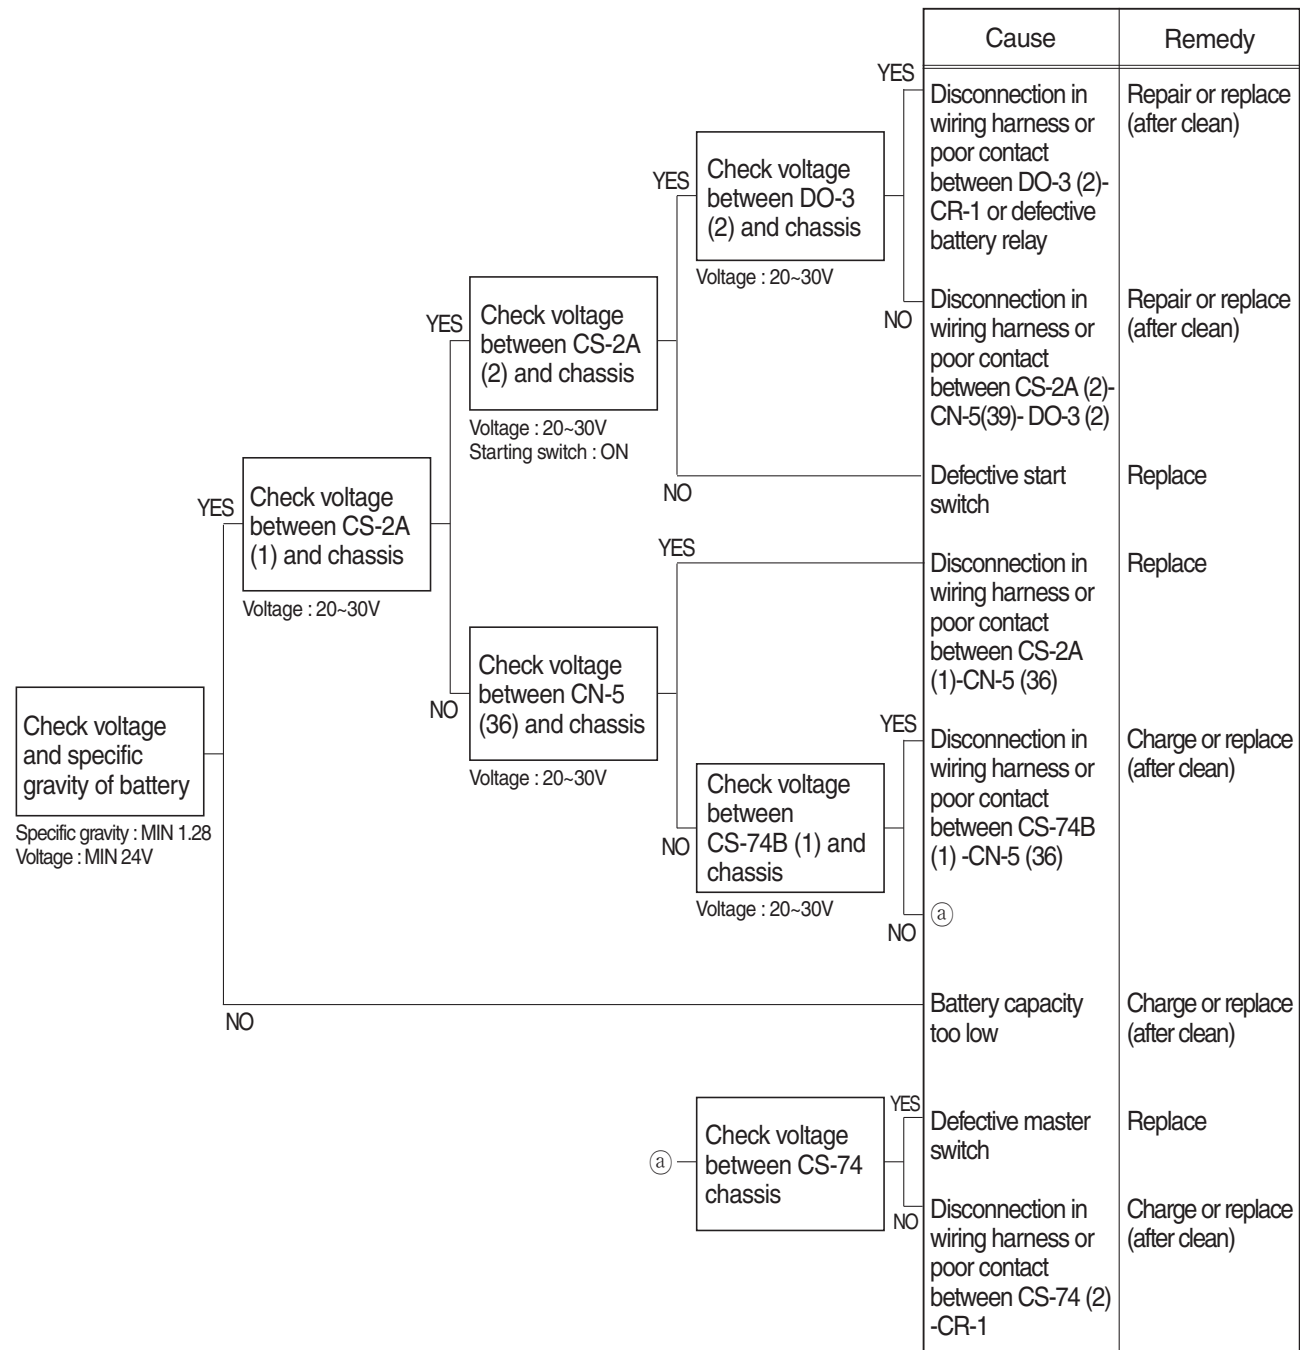 Cause
Remedy
YES
Disconnection in
wiring harness or
poor contact
between DO-3 (2)-
CR-1 or defective
battery relay
Repair or replace
(after clean)
YES
Check voltage
between DO-3
(2) and chassis
Voltage : 20~30V
NO
Disconnection in
wiring harness or
poor contact
between CS-2A (2)-
CN-5(39)- DO-3 (2)
Repair or replace
(after clean)
YES
Check voltage
between CS-2A
(2) and chassis
Voltage : 20~30V
Starting switch : ON
NO
Defective start
switch
Replace
YES
Check voltage
between CS-2A
(1) and chassis
Voltage : 20~30V
YES
Disconnection in
wiring harness or
poor contact
between CS-2A
(1)-CN-5 (36)
Replace
NO
Check voltage
between CN-5
(36) and chassis
Voltage : 20~30V
Check voltage
and specific
gravity of battery
Specific gravity : MIN 1.28
Voltage : MIN 24V
NO
Check voltage
between
CS-74B (1) and
chassis
Voltage : 20~30V
YES
Disconnection in
wiring harness or
poor contact
between CS-74B
(1) -CN-5 (36)
Charge or replace
(after clean)
NO
ⓐ
NO
Battery capacity
too low
Charge or replace
(after clean)
ⓐ
Check voltage
between CS-74
chassis
YES
Defective master
switch
Replace
NO
Disconnection in
wiring harness or
poor contact
between CS-74 (2)
-CR-1
Charge or replace
(after clean)